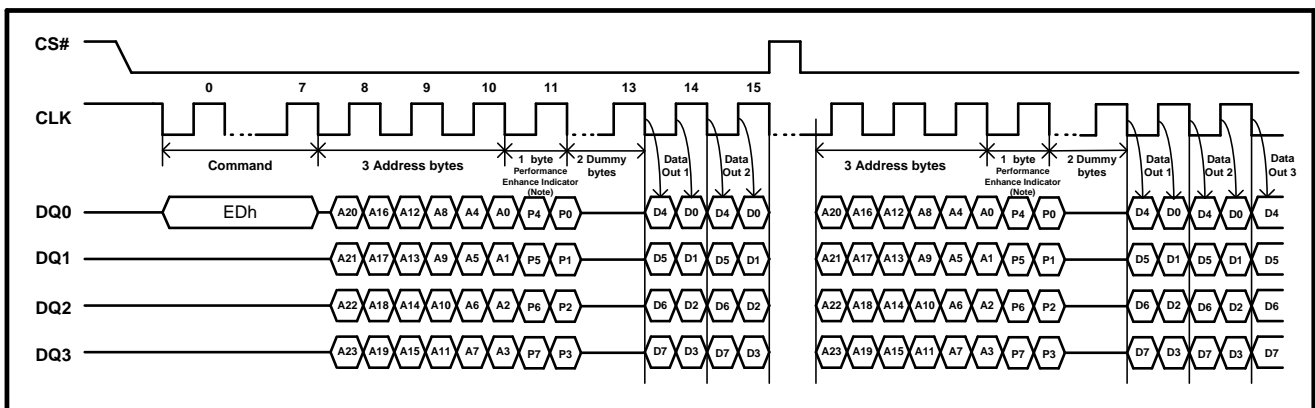 CS#
0 7 8 9 10 11 13 14 15
CLK
Command 3 Address bytes 1 byte Performance Enhance Indicator (Note) 2 Dummy bytes Data Out 1 Data Out 2 3 Address bytes 1 byte Performance Enhance Indicator (Note) 2 Dummy bytes Data Out 1 Data Out 2 Data Out 3
DQ0 EDh A20 A16 A12 A8 A4 A0 P4 P0 D4 D0 D4 D0 A20 A16 A12 A8 A4 A0 P4 P0 D4 D0 D4 D0 D4
DQ1 A21 A17 A13 A9 A5 A1 P5 P1 D5 D1 D5 D1 A21 A17 A13 A9 A5 A1 P5 P1 D5 D1 D5 D1 D5
DQ2 A22 A18 A14 A10 A6 A2 P6 P2 D6 D2 D6 D2 A22 A18 A14 A10 A6 A2 P6 P2 D6 D2 D6 D2 D6
DQ3 A23 A19 A15 A11 A7 A3 P7 P3 D7 D3 D7 D3 A23 A19 A15 A11 A7 A3 P7 P3 D7 D3 D7 D3 D7